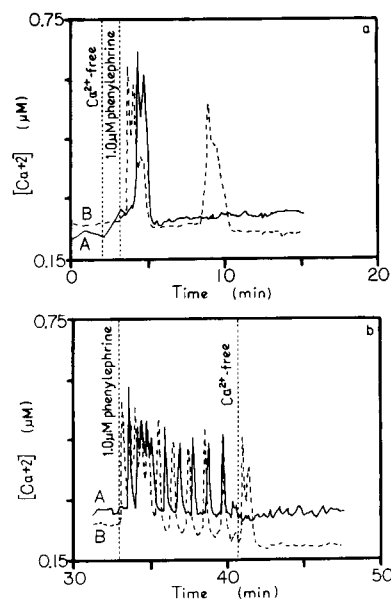 0.75
a
[Ca+2] (μM)
Ca²⁺-free
1.0μM phenylephrine
B
A
0.15
0
10
20
Time (min)
0.75
b
[Ca+2] (μM)
1.0μM phenylephrine
Ca²⁺-free
A
B
0.15
30
40
50
Time (min)